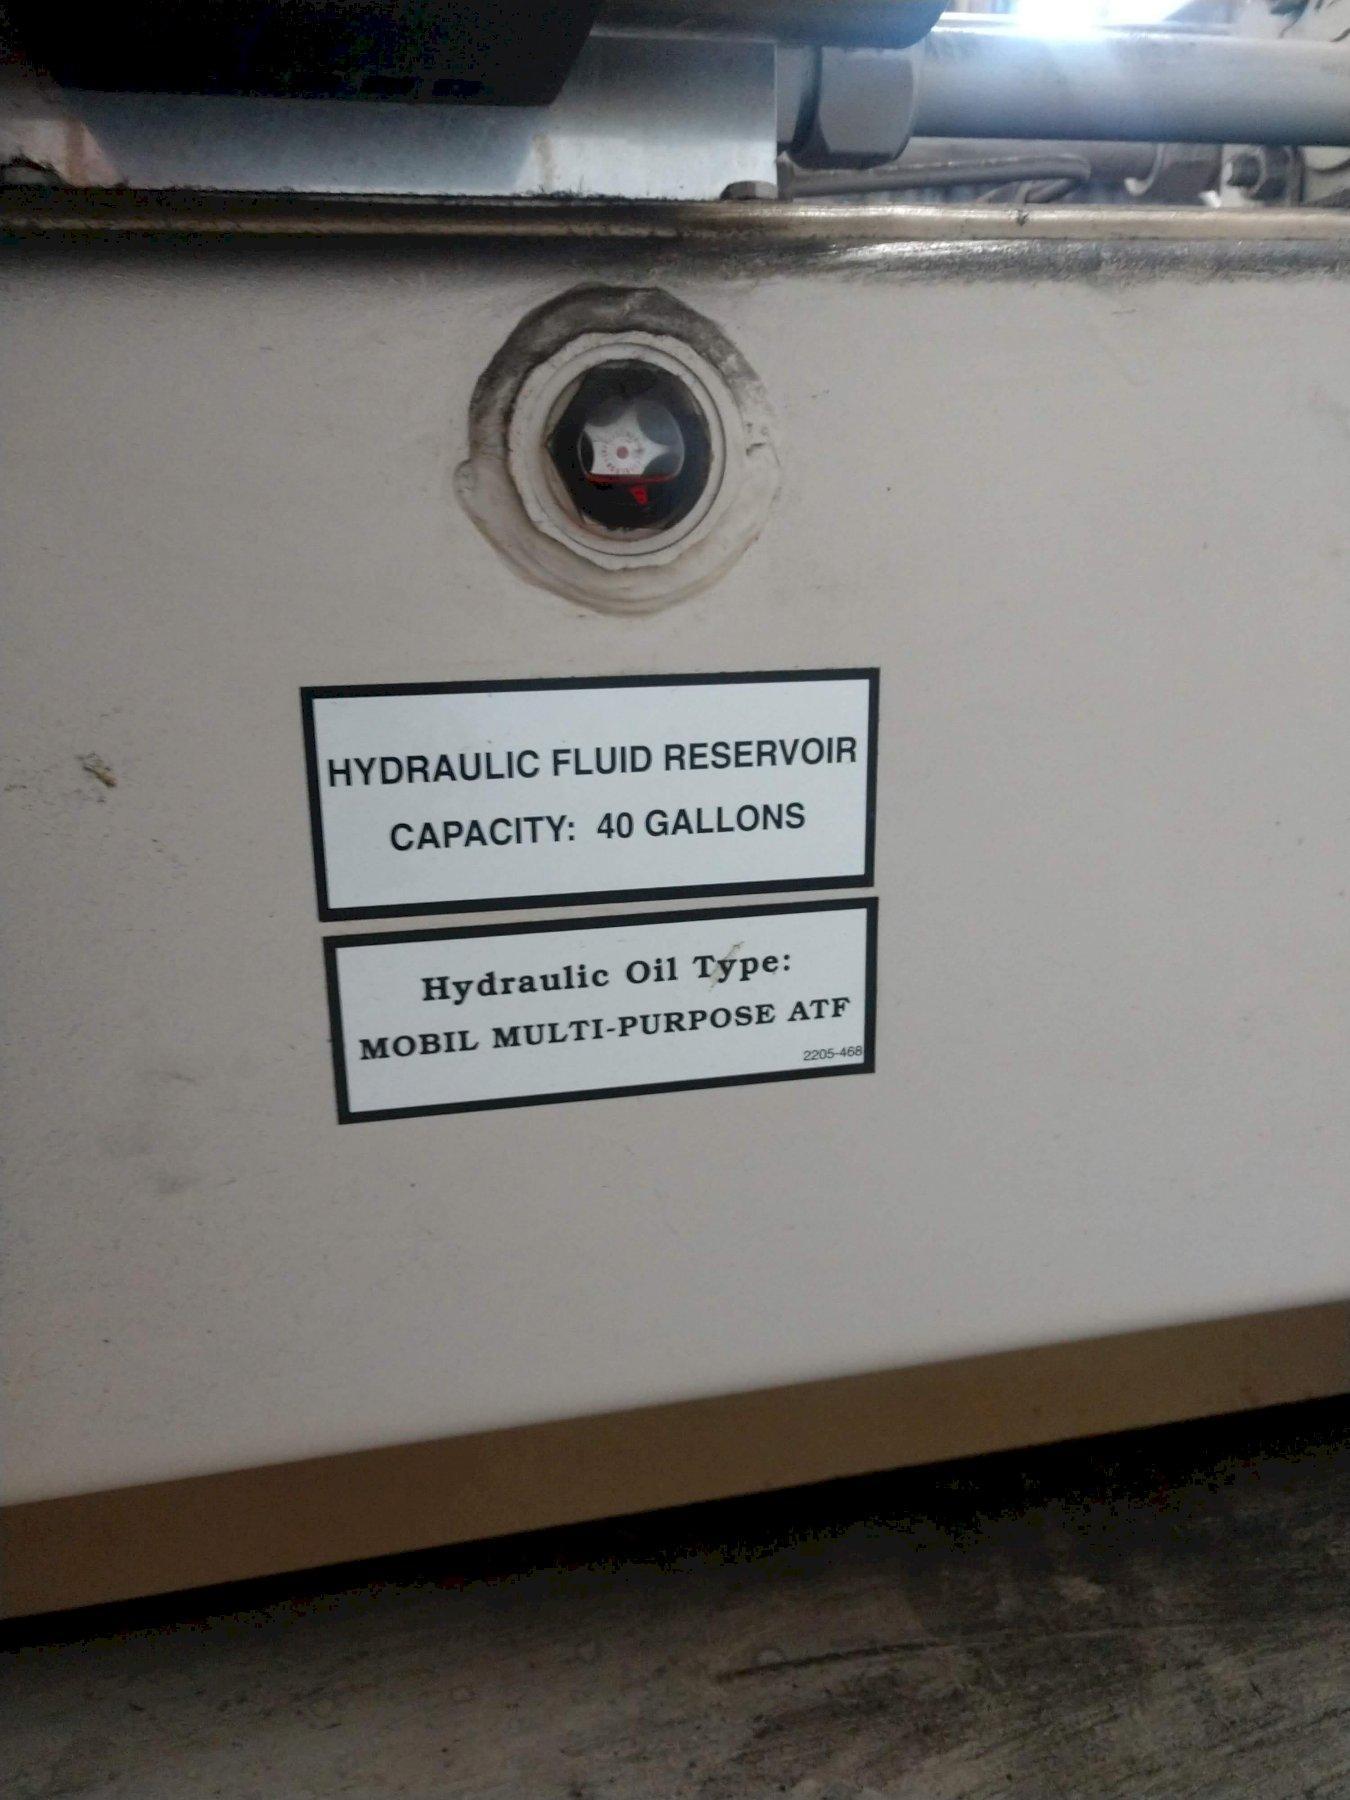 HYDRAULIC FLUID RESERVOIR
CAPACITY: 40 GALLONS
Hydraulic Oil Type:
MOBIL MULTI-PURPOSE ATF
2205-468